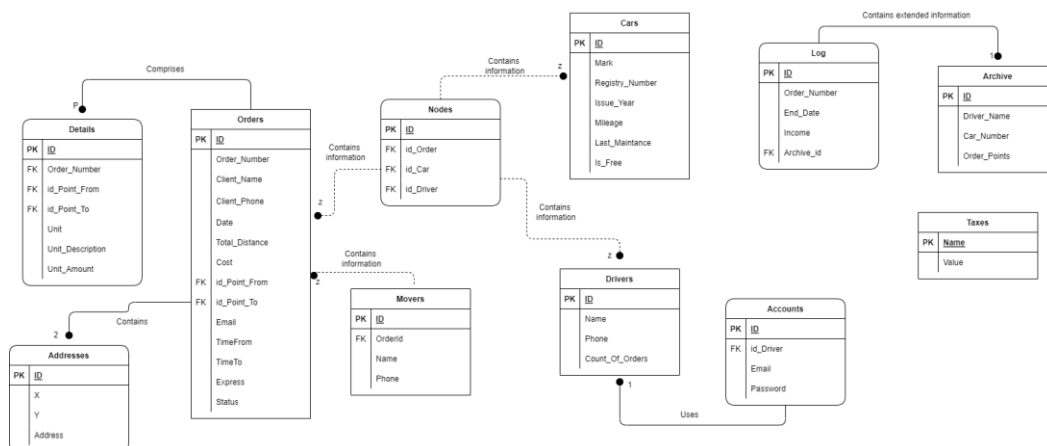 Comprises
P
Details
PK ID
FK Order_Number
FK id_Point_From
FK id_Point_To
Unit
Unit_Description
Unit_Amount
Orders
PK ID
Order_Number
Client_Name
Client_Phone
Date
Total_Distance
Cost
FK id_Point_From
FK id_Point_To
Email
TimeFrom
TimeTo
Express
Status
Contains
2
Addresses
PK ID
X
Y
Address
Contains
information
z
Nodes
PK ID
FK id_Order
FK id_Car
FK id_Driver
Contains
information
z
Cars
PK ID
Mark
Registry_Number
Issue_Year
Mileage
Last_Maintance
Is_Free
Contains
information
z
Contains
information
z
Movers
PK ID
FK OrderId
Name
Phone
Drivers
PK ID
Name
Phone
Count_Of_Orders
1
Uses
Accounts
PK ID
FK id_Driver
Email
Password
Contains extended information
1
Log
PK ID
Order_Number
End_Date
Income
FK Archive_id
Archive
PK ID
Driver_Name
Car_Number
Order_Points
Taxes
PK Name
Value